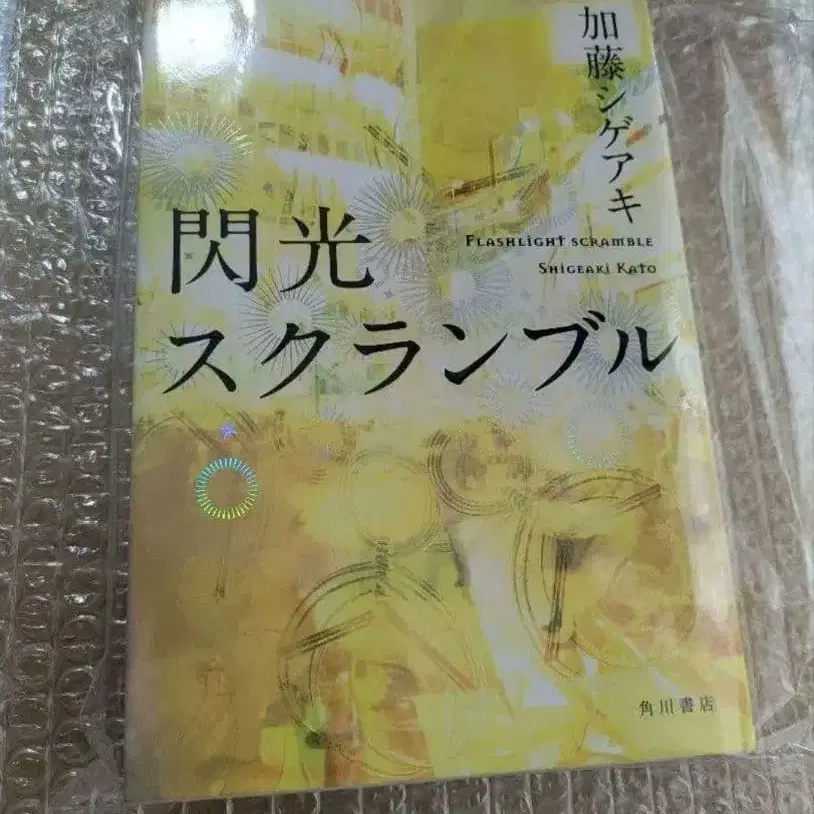 加藤シゲアキ
閃光
スクランブル
FLASHLIGHT SCRAMBLE
SHIGEAKI KATO
角川書店